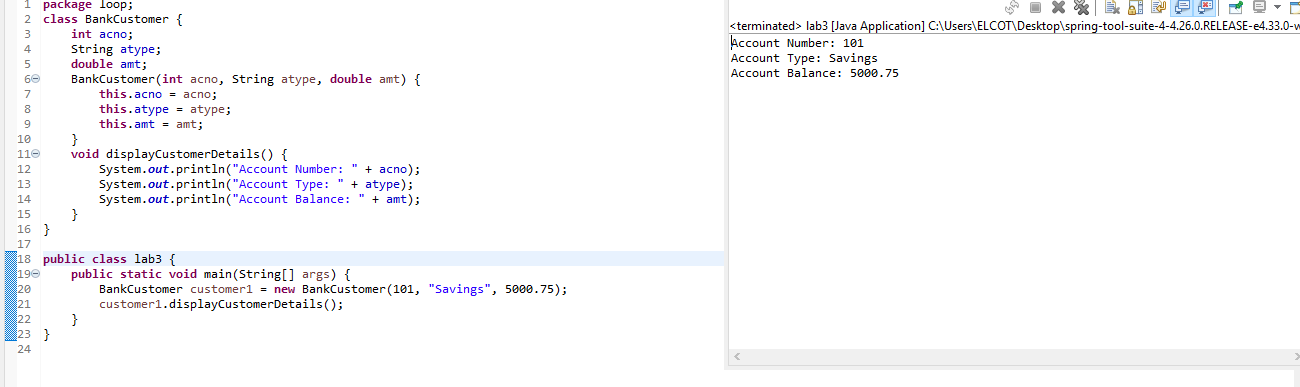 1 package loop;
2 class BankCustomer {
3 int acno;
4 String atype;
5 double amt;
6 BankCustomer(int acno, String atype, double amt) {
7 this.acno = acno;
8 this.atype = atype;
9 this.amt = amt;
10 }
11 void displayCustomerDetails() {
12 System.out.println("Account Number: " + acno);
13 System.out.println("Account Type: " + atype);
14 System.out.println("Account Balance: " + amt);
15 }
16 }
17
18 public class lab3 {
19 public static void main(String[] args) {
20 BankCustomer customer1 = new BankCustomer(101, "Savings", 5000.75);
21 customer1.displayCustomerDetails();
22 }
23 }
24
<terminated> lab3 [Java Application] C:\Users\ELCOT\Desktop\spring-tool-suite-4-4.26.0.RELEASE-e4.33.0-w
Account Number: 101
Account Type: Savings
Account Balance: 5000.75